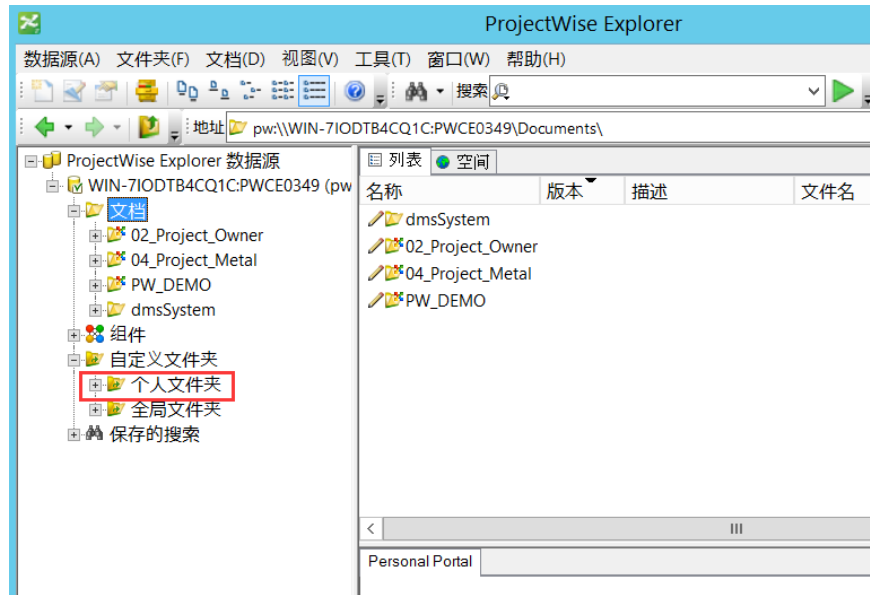 ProjectWise Explorer
数据源(A) 文件夹(F) 文档(D) 视图(V) 工具(T) 窗口(W) 帮助(H)
搜索
地址 pw:\\WIN-7IODTB4CQ1C:PWCE0349\Documents\
ProjectWise Explorer 数据源
WIN-7IODTB4CQ1C:PWCE0349 (pw
文档
02_Project_Owner
04_Project_Metal
PW_DEMO
dmsSystem
组件
自定义文件夹
个人文件夹
全局文件夹
保存的搜索
列表 空间
名称 版本 描述 文件名
dmsSystem
02_Project_Owner
04_Project_Metal
PW_DEMO
Personal Portal